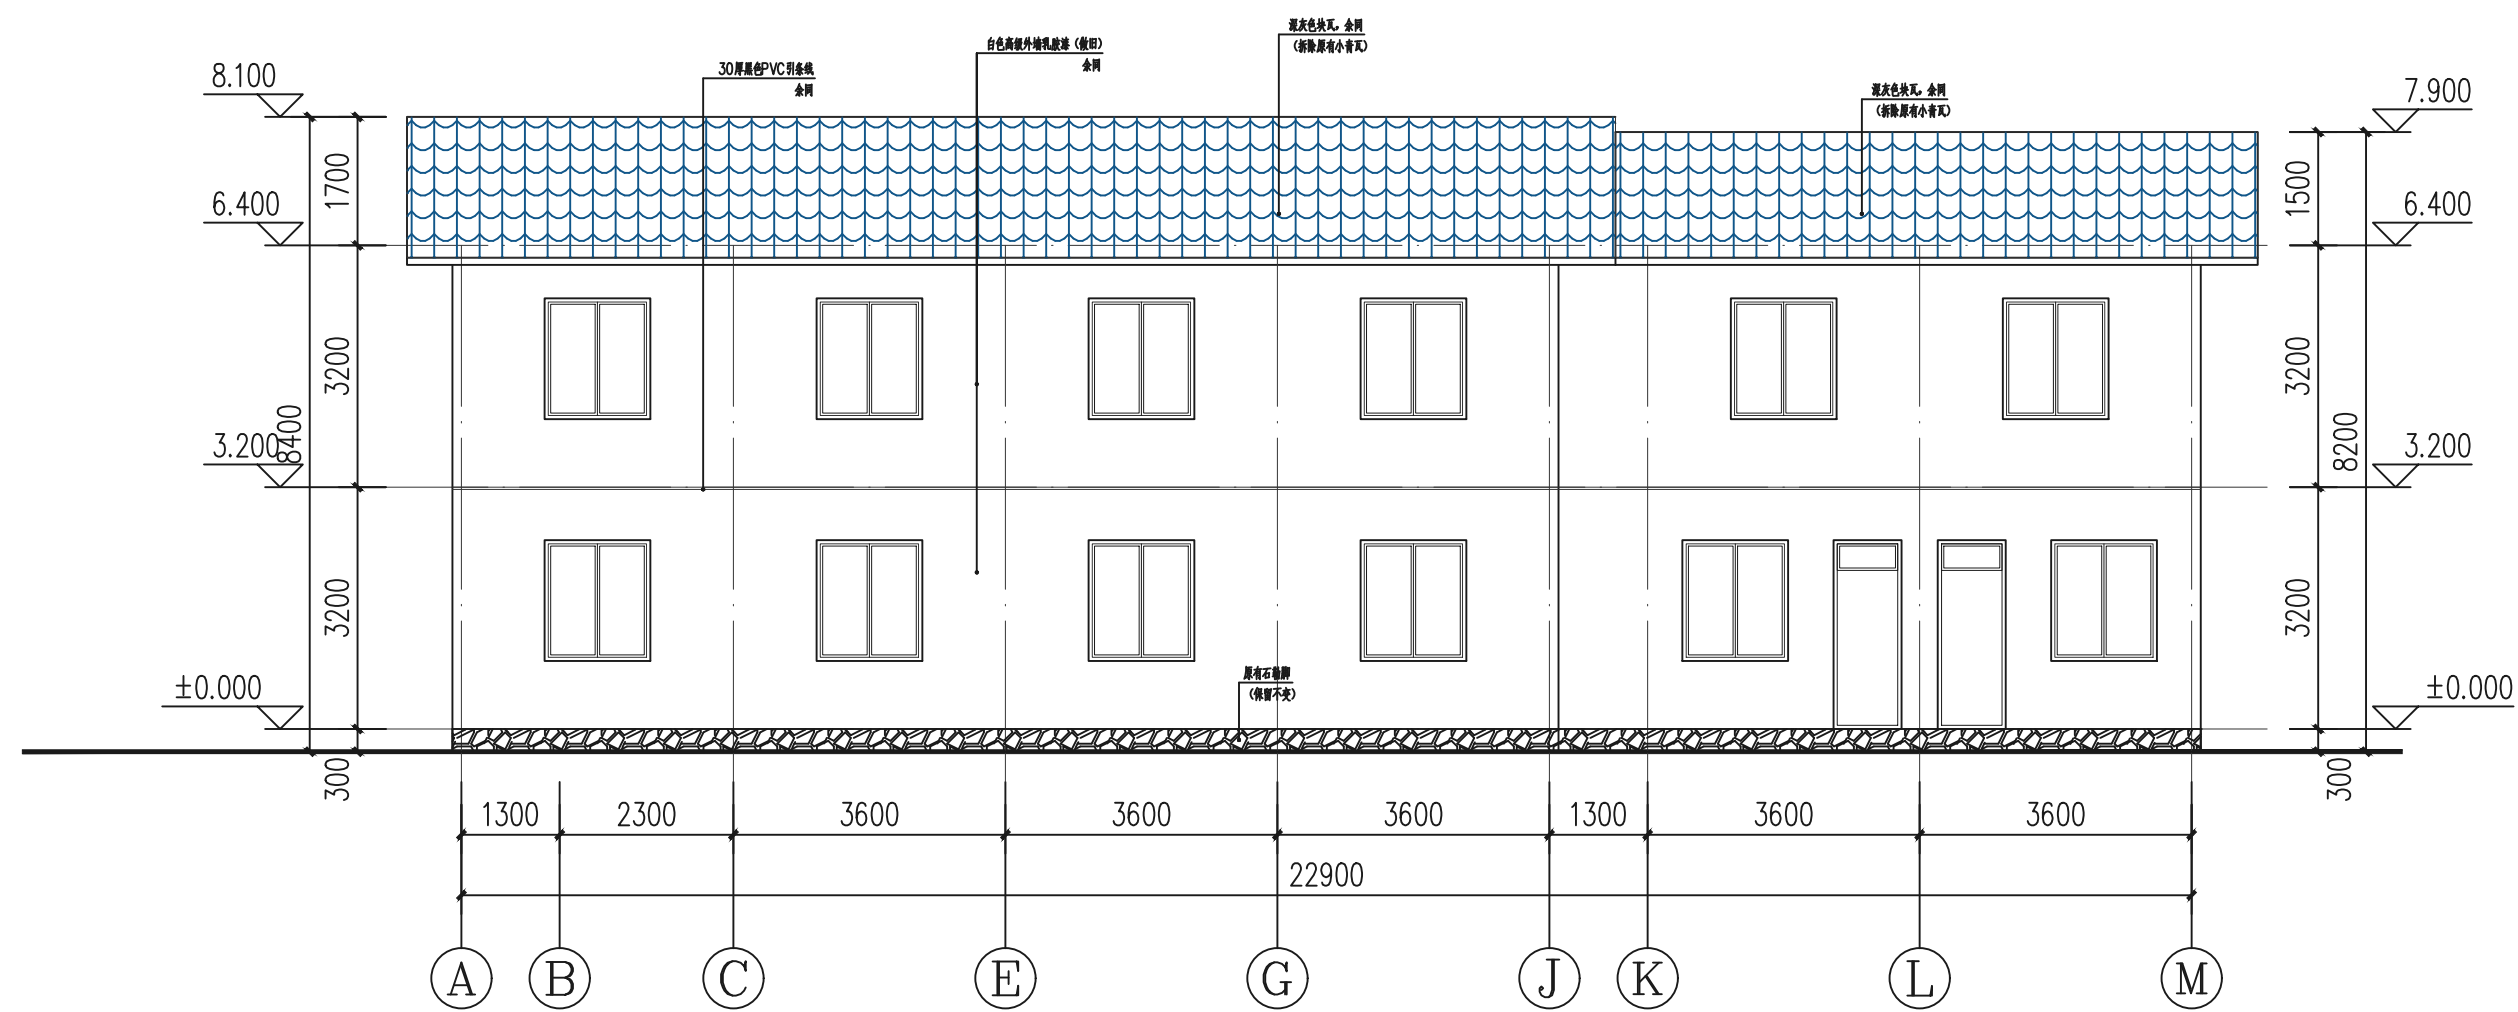 深灰色块瓦，余同
(拆除原有小青瓦)
白色高级外墙乳胶漆（做旧）
余同
30厚黑色PVC引条线
余同
深灰色块瓦，余同
(拆除原有小青瓦)
8.100
7.900
1700
1500
6.400
6.400
3200
3200
8400
8200
3.200
3.200
3200
3200
原有石勒脚
（保留不变）
±0.000
±0.000
300
300
1300 2300 3600 3600 3600 1300 3600 3600
22900
A B C E G J K L M